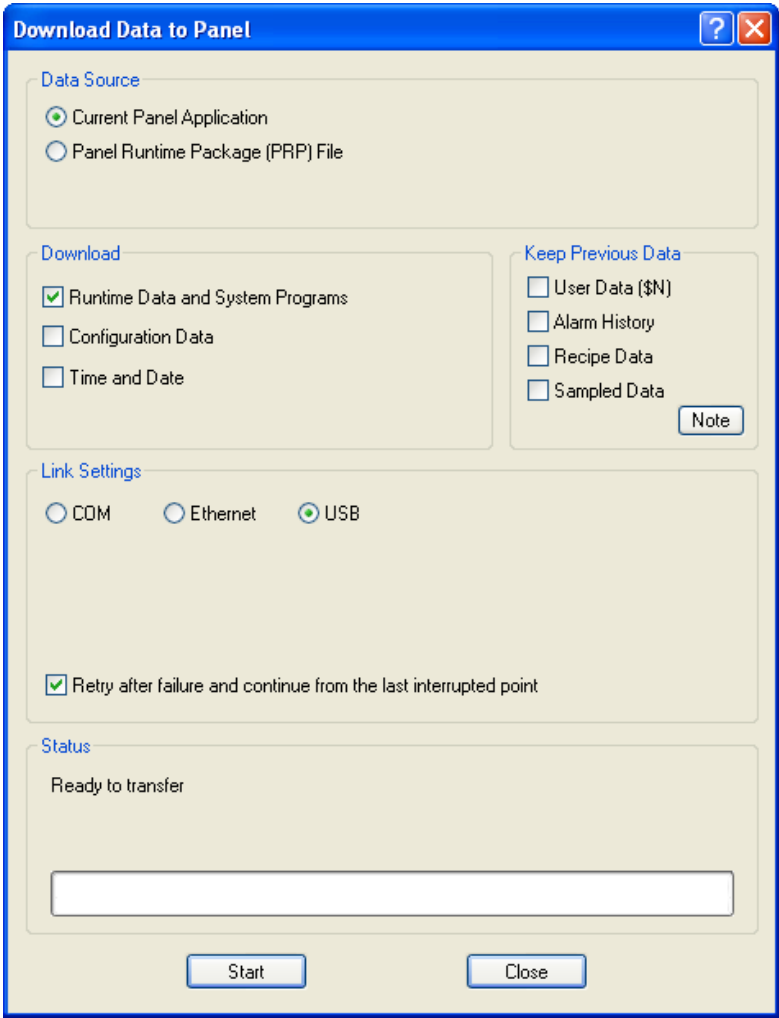 Download Data to Panel
Data Source
Current Panel Application
Panel Runtime Package (PRP) File
Download
Runtime Data and System Programs
Configuration Data
Time and Date
Keep Previous Data
User Data ($N)
Alarm History
Recipe Data
Sampled Data
Note
Link Settings
COM Ethernet USB
Retry after failure and continue from the last interrupted point
Status
Ready to transfer
Start Close